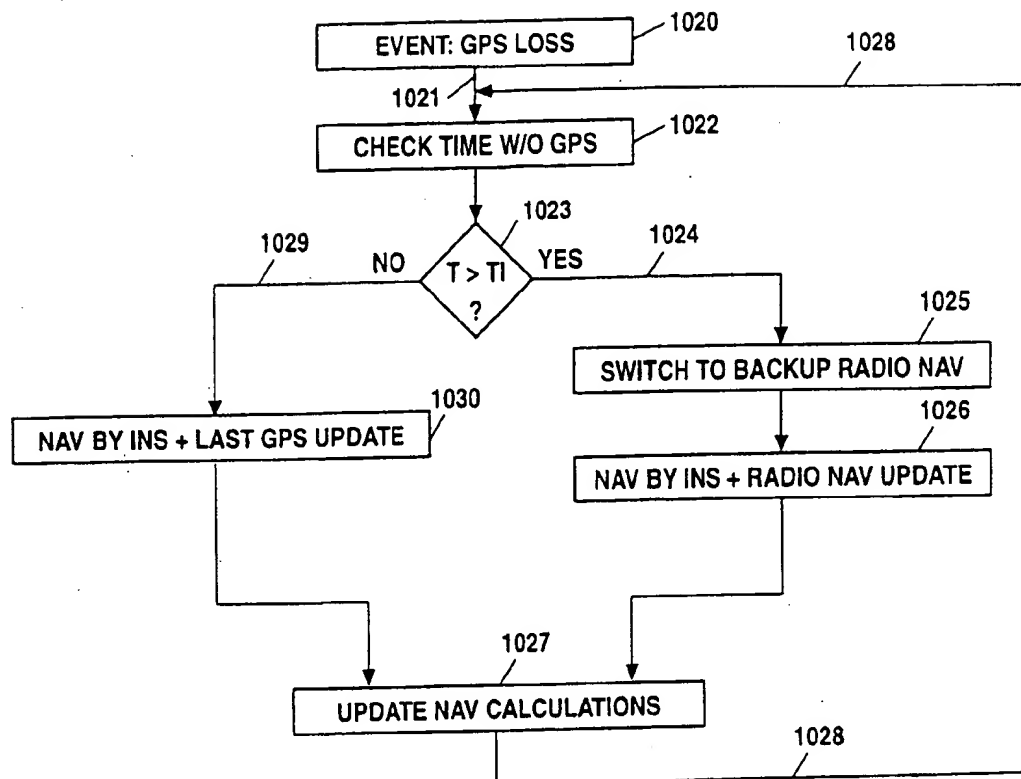 EVENT: GPS LOSS
1020
1028
1021
CHECK TIME W/O GPS
1022
1023
1029
NO
T > TI
?
YES
1024
1025
SWITCH TO BACKUP RADIO NAV
1030
NAV BY INS + LAST GPS UPDATE
1026
NAV BY INS + RADIO NAV UPDATE
1027
UPDATE NAV CALCULATIONS
1028